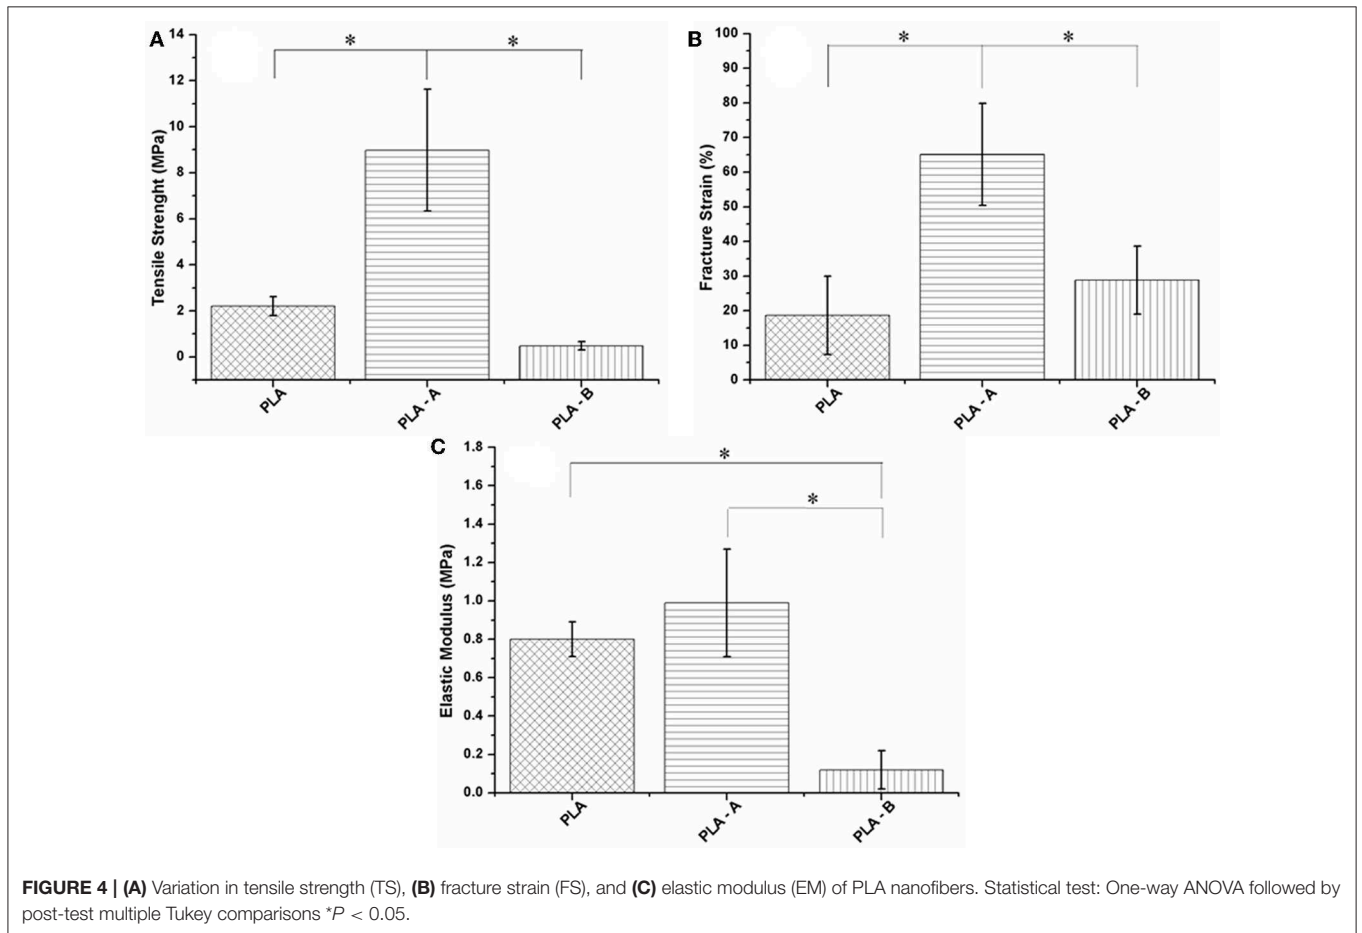 A
14
12
10
8
6
4
2
0
Tensile Strenght (MPa)
* *
PLA
PLA - A
PLA - B
B
100
90
80
70
60
50
40
30
20
10
0
Fracture Strain (%)
* *
PLA
PLA - A
PLA - B
C
1.8
1.6
1.4
1.2
1.0
0.8
0.6
0.4
0.2
0.0
Elastic Modulus (MPa)
*
*
PLA
PLA - A
PLA - B
FIGURE 4 | (A) Variation in tensile strength (TS), (B) fracture strain (FS), and (C) elastic modulus (EM) of PLA nanofibers. Statistical test: One-way ANOVA followed by
post-test multiple Tukey comparisons *P < 0.05.